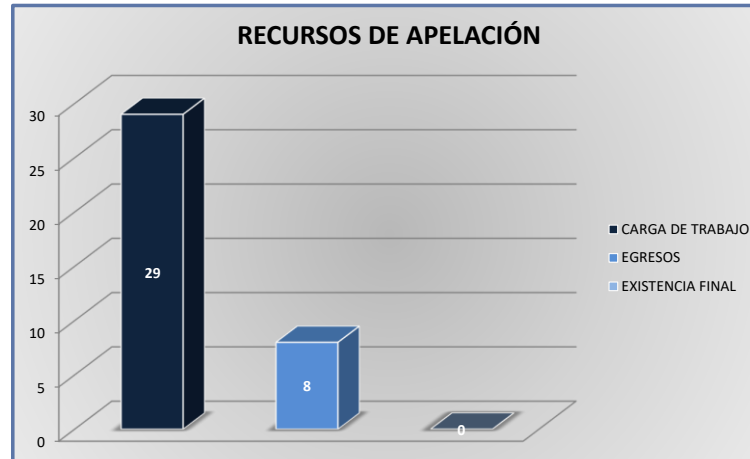 RECURSOS DE APELACIÓN
30
25
20
15
10
5
0
29
8
0
CARGA DE TRABAJO
EGRESOS
EXISTENCIA FINAL